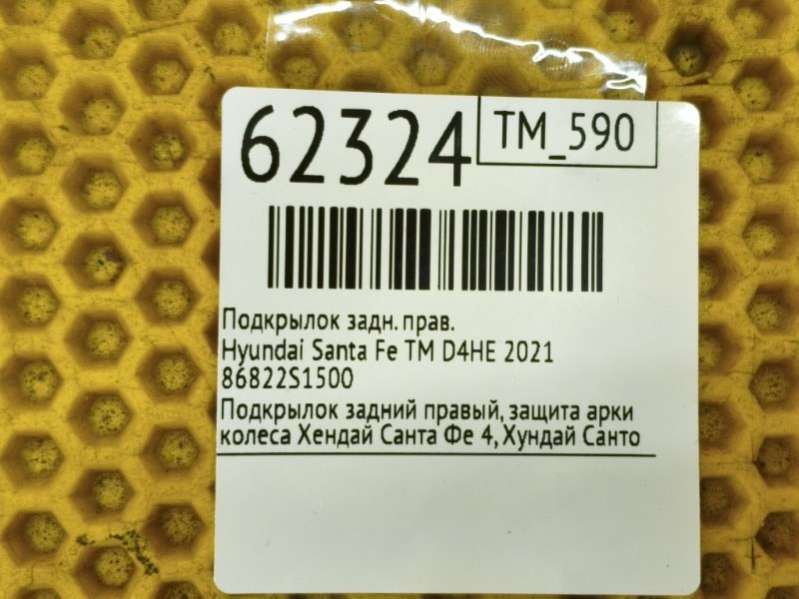 62324
TM_590
Подкрылок задн. прав.
Hyundai Santa Fe TM D4HE 2021
86822S1500
Подкрылок задний правый, защита арки
колеса Хендай Санта Фе 4, Хундай Санто